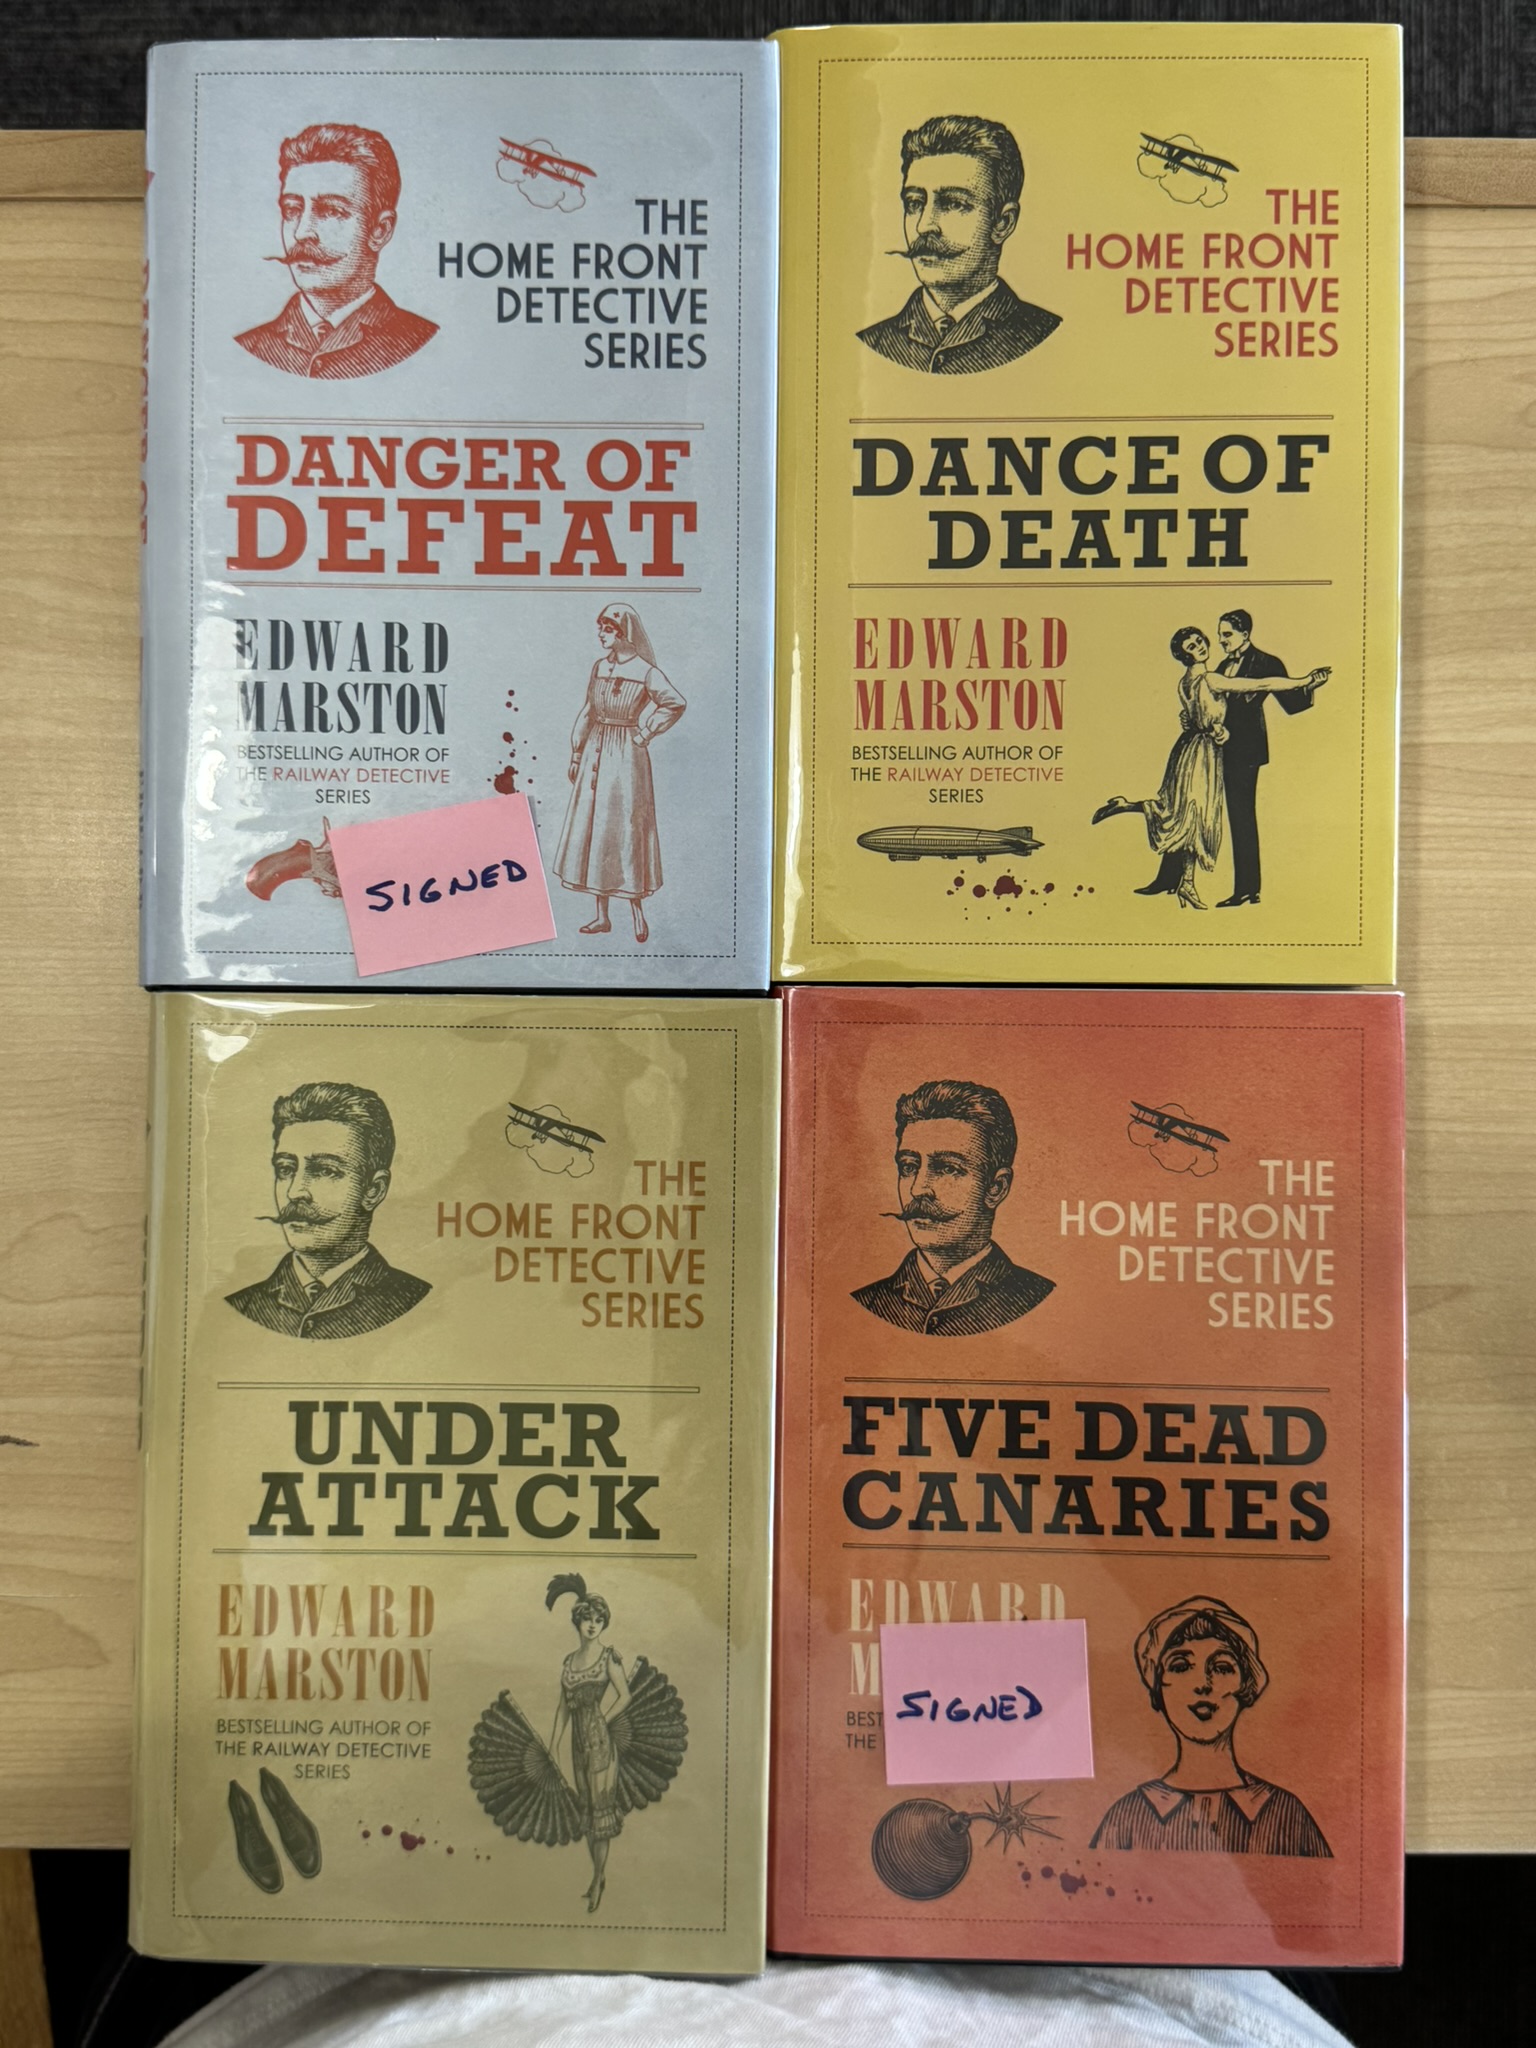 THE
HOME FRONT
DETECTIVE
SERIES
DANGER OF
DEFEAT
EDWARD
MARSTON
BESTSELLING AUTHOR OF
THE RAILWAY DETECTIVE
SERIES
SIGNED
THE
HOME FRONT
DETECTIVE
SERIES
DANCE OF
DEATH
EDWARD
MARSTON
BESTSELLING AUTHOR OF
THE RAILWAY DETECTIVE
SERIES
THE
HOME FRONT
DETECTIVE
SERIES
UNDER
ATTACK
EDWARD
MARSTON
BESTSELLING AUTHOR OF
THE RAILWAY DETECTIVE
SERIES
THE
HOME FRONT
DETECTIVE
SERIES
FIVE DEAD
CANARIES
EDWARD
M
BEST
THE
SIGNED